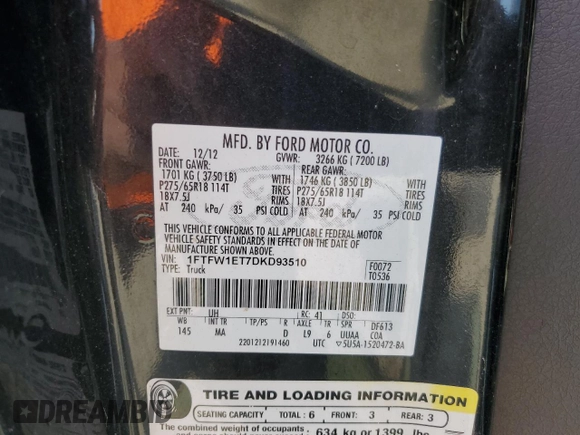 MFD. BY FORD MOTOR CO.
DATE: 12/12 GVWR: 3266 KG ( 7200 LB)
FRONT GAWR: REAR GAWR:
1701 KG ( 3750 LB) 1746 KG ( 3850 LB)
P275/65R18 114T TIRES P275/65R18 114T TIRES
18X7.5J RIMS 18X7.5J RIMS
AT 240 kPa/ 35 PSI COLD AT 240 kPa/ 35 PSI COLD
THIS VEHICLE CONFORMS TO ALL APPLICABLE FEDERAL MOTOR
VEHICLE SAFETY STANDARDS IN EFFECT ON THE DATE OF
MANUFACTURE SHOWN ABOVE.
VIN: 1FTFW1ET7DKD93510 F0072
TYPE: Truck T0536
EXT PNT: UH RC: 41 DSO:
WB INT TR TP/PS R AXLE TR SPR DF613
145 MA D L9 6 UUAA COA
2201212191460 UTC 5U5A-1520472-BA
TIRE AND LOADING INFORMATION
SEATING CAPACITY TOTAL: 6 FRONT: 3 REAR: 3
The combined weight of occupants 634 kg or 1399 lbs
DREAMBID